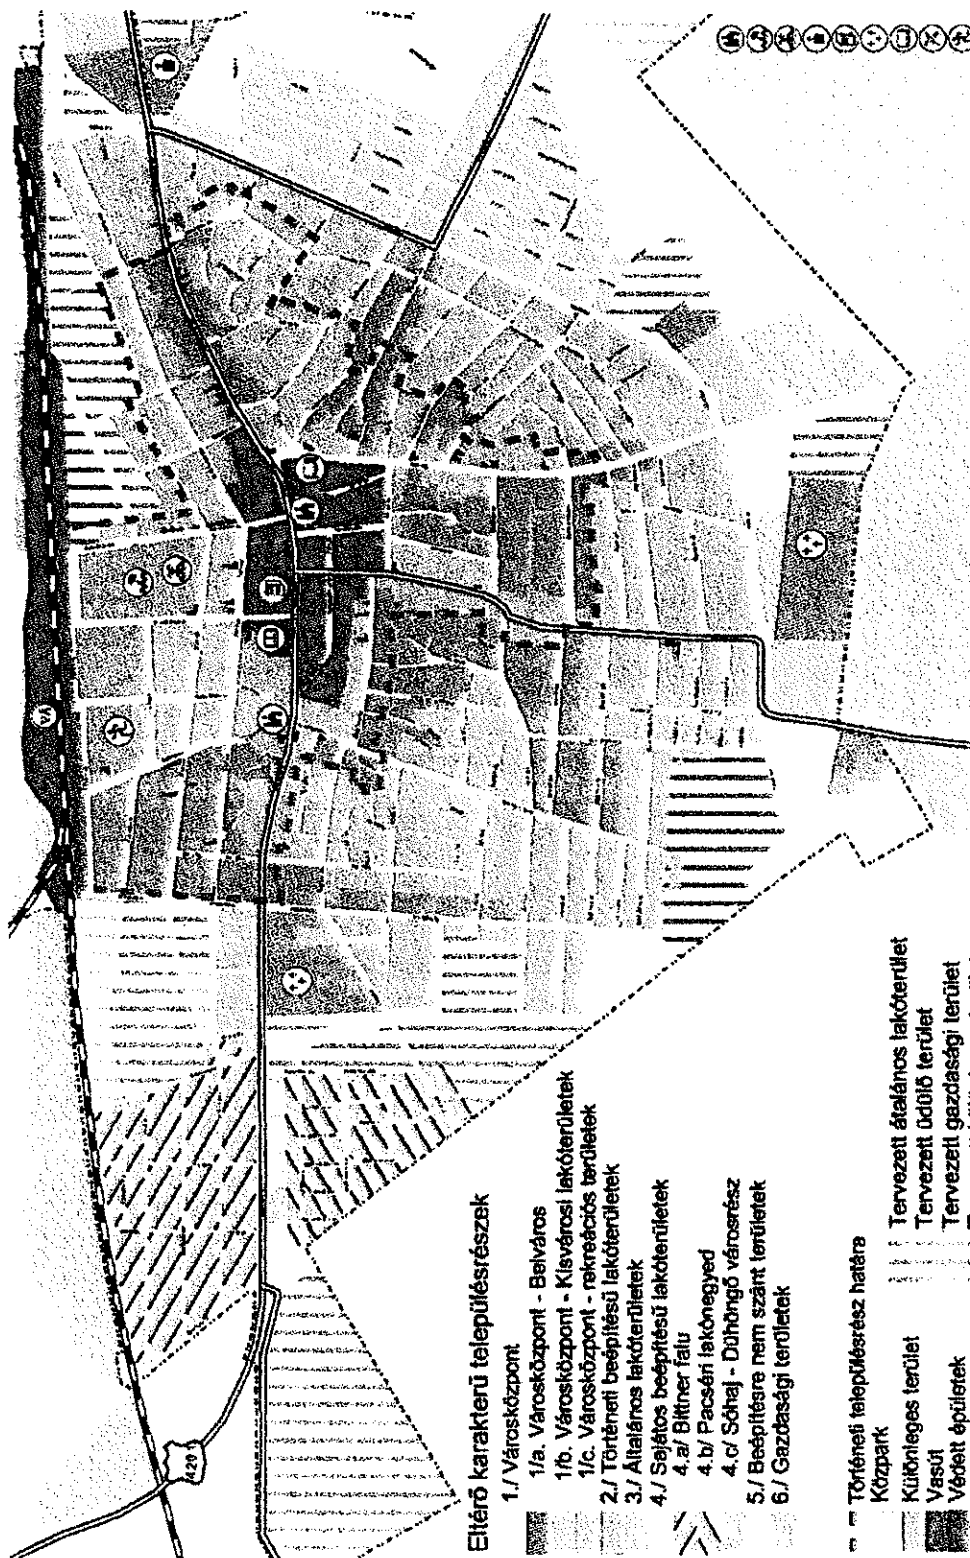 Eltérő karakterű településrészek
1./ Városközpont
1/a. Városközpont - Belváros
1/b. Városközpont - Kisvárosi lakóterületek
1/c. Városközpont - rekreációs területek
2./ Történeti beépítésű lakóterületek
3./ Általános lakóterületek
4./ Sajátos beépítésű lakóterületek
4.a/ Bittner falu
4.b/ Pacséri lakónegyed
4.c/ Sóhaj - Dühöngő városrész
5./ Beépítésre nem szánt területek
6./ Gazdasági területek
Történeti településrész határa
Közpark
Különleges terület
Vasút
Védett épületek
Tervezett átalános lakóterület
Tervezett üdülő terület
Tervezett gazdasági terület
420